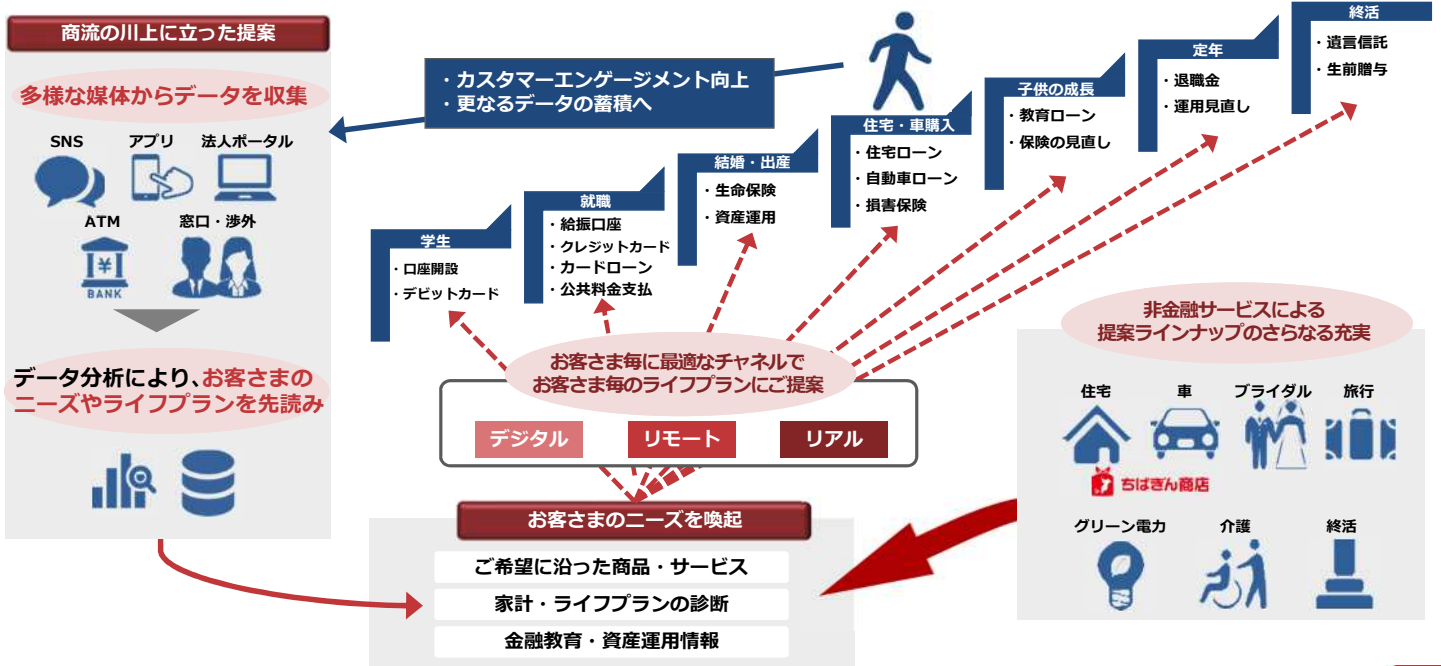 商流の川上に立った提案
多様な媒体からデータを収集
SNS
アプリ
法人ポータル
ATM
窓口・渉外
¥
BANK
データ分析により、お客さまの
ニーズやライフプランを先読み
・カスタマーエンゲージメント向上
・更なるデータの蓄積へ
学生
・口座開設
・デビットカード
就職
・給振口座
・クレジットカード
・カードローン
・公共料金支払
結婚・出産
・生命保険
・資産運用
住宅・車購入
・住宅ローン
・自動車ローン
・損害保険
子供の成長
・教育ローン
・保険の見直し
定年
・退職金
・運用見直し
終活
・遺言信託
・生前贈与
お客さま毎に最適なチャネルで
お客さま毎のライフプランにご提案
デジタル
リモート
リアル
お客さまのニーズを喚起
ご希望に沿った商品・サービス
家計・ライフプランの診断
金融教育・資産運用情報
非金融サービスによる
提案ラインナップのさらなる充実
住宅
車
ブライダル
旅行
ちばぎん商店
グリーン電力
介護
終活